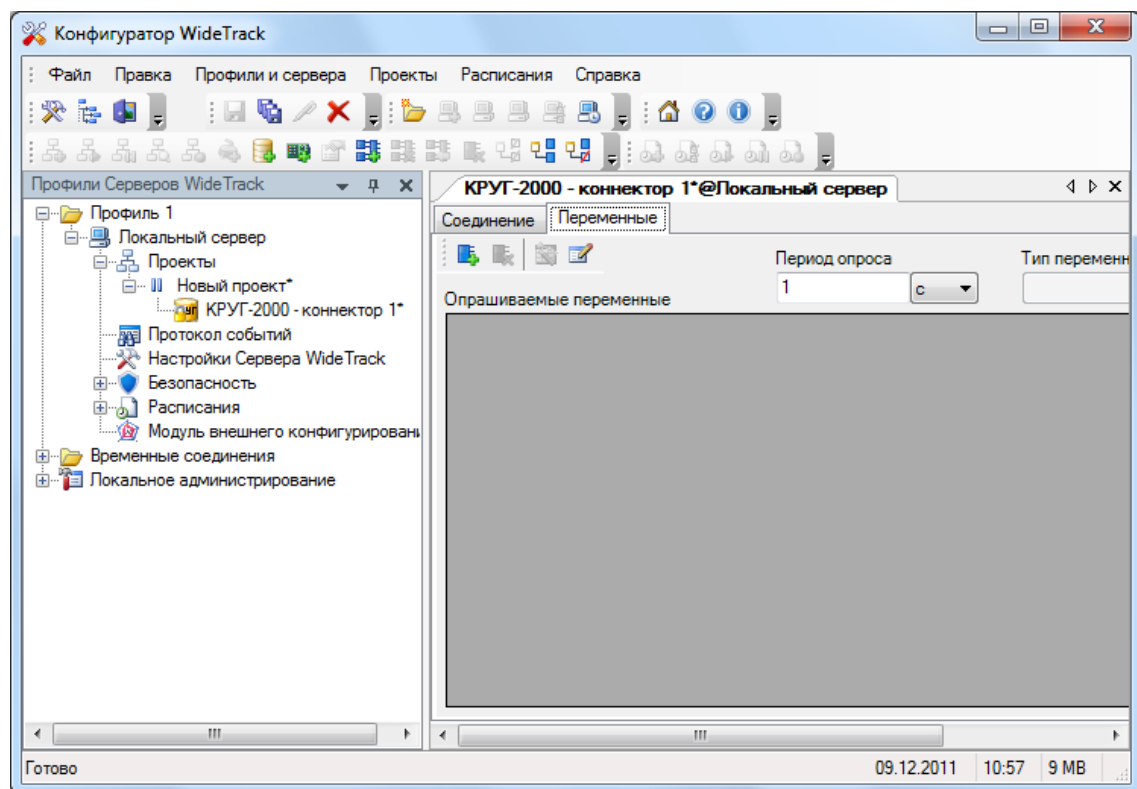 Конфигуратор WideTrack
Файл Правка Профили и сервера Проекты Расписания Справка
Профили Серверов WideTrack
Профиль 1
Локальный сервер
Проекты
Новый проект*
КРУГ-2000 - коннектор 1*
Протокол событий
Настройки Сервера WideTrack
Безопасность
Расписания
Модуль внешнего конфигурировани
Временные соединения
Локальное администрирование
КРУГ-2000 - коннектор 1*@Локальный сервер
Соединение Переменные
Период опроса Тип переменн
1 с
Опрашиваемые переменные
Готово 09.12.2011 10:57 9 MB